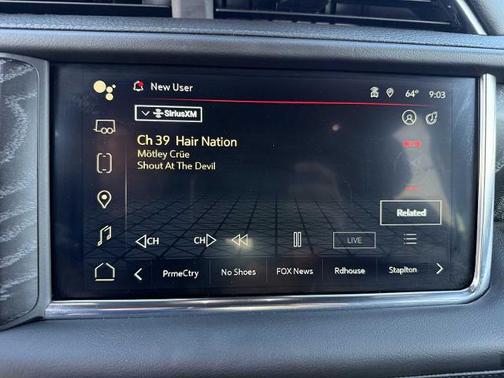 New User
64°
9:03
SiriusXM
Ch 39 Hair Nation
Mötley Crüe
Shout At The Devil
Related
CH
CH
LIVE
PrmeCtry
No Shoes
FOX News
Rdhouse
Staplton